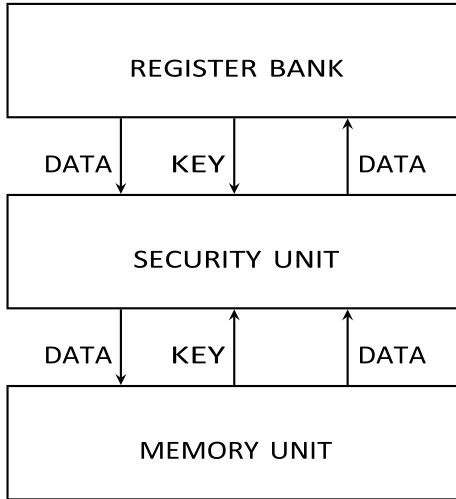 REGISTER BANK
DATA KEY DATA
SECURITY UNIT
DATA KEY DATA
MEMORY UNIT